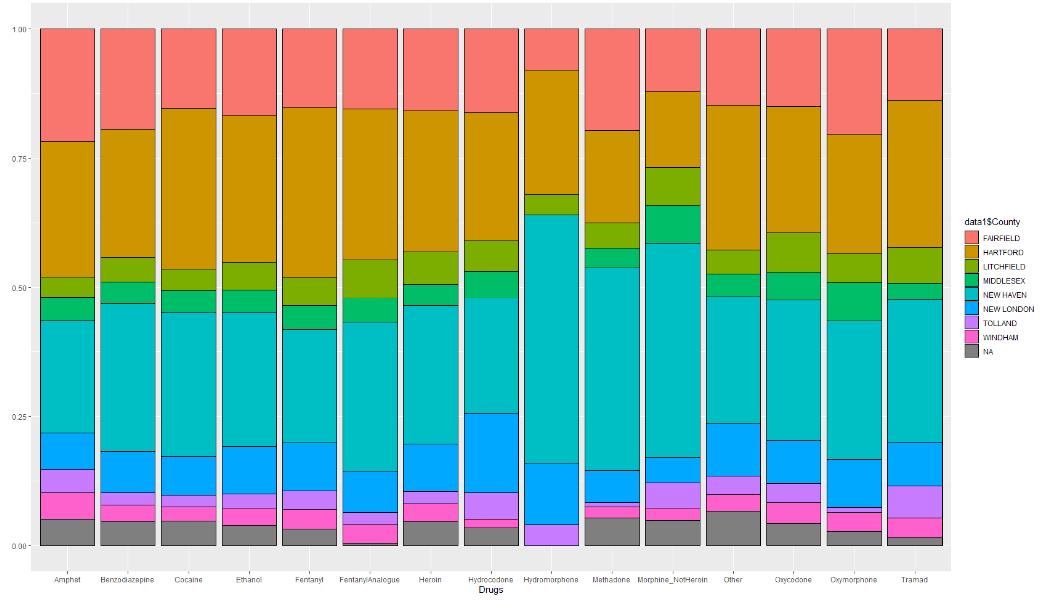 1.00
0.75
0.50
0.25
0.00
Amphet Benzodiazepine Cocaine Ethanol Fentanyl FentanylAnalogue Heroin Hydrocodone Hydromorphone Methadone Morphine_NotHeroin Other Oxycodone Oxymorphone Tramad
Drugs
data1$County
FAIRFIELD
HARTFORD
LITCHFIELD
MIDDLESEX
NEW HAVEN
NEW LONDON
TOLLAND
WINDHAM
NA